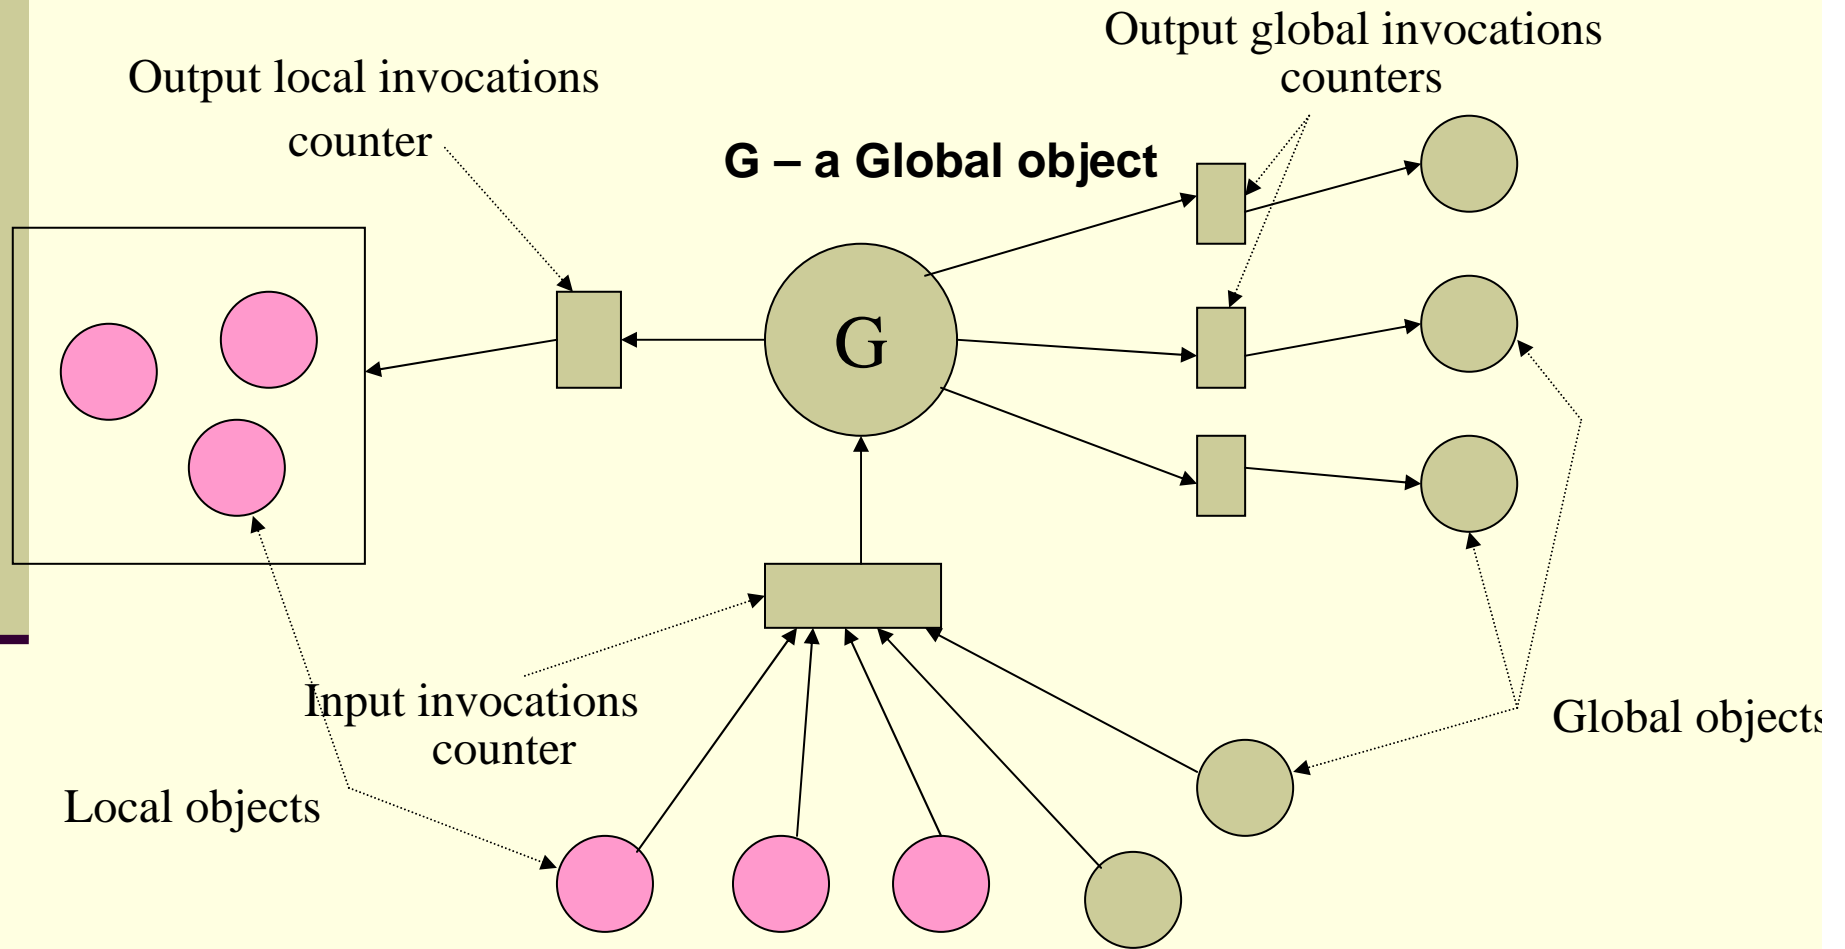 Output global invocations
counters
Output local invocations
counter
G – a Global object
G
Input invocations
counter
Global objects
Local objects